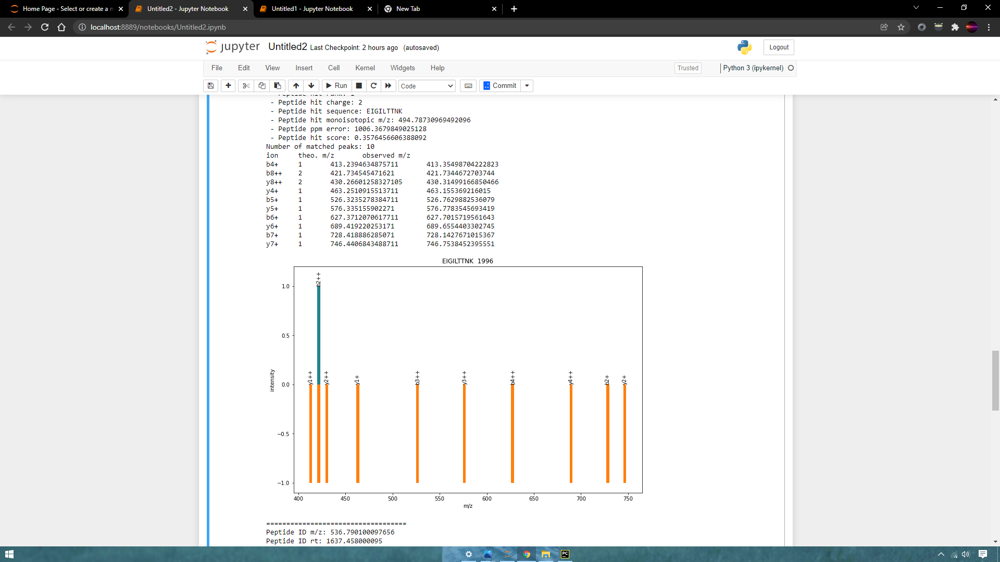 Home Page - Select or create a n
Untitled2 - Jupyter Notebook
Untitled1 - Jupyter Notebook
New Tab
localhost:8889/notebooks/Untitled2.ipynb
jupyter Untitled2 Last Checkpoint: 2 hours ago (autosaved)
Logout
File Edit View Insert Cell Kernel Widgets Help
Trusted
Python 3 (ipykernel)
Run
Code
Commit
- Peptide hit rank: 1
- Peptide hit charge: 2
- Peptide hit sequence: EIGILTTNK
- Peptide hit monoisotopic m/z: 494.78730969492096
- Peptide ppm error: 1006.3679849025128
- Peptide hit score: 0.3576456606388092
Number of matched peaks: 10
ion theo. m/z observed m/z
b4+ 1 413.2394634875711 413.35498704222823
b8++ 2 421.734545471621 421.7344672703744
y8++ 2 430.26601258327105 430.31499166850466
y4+ 1 463.2510915513711 463.155369216015
b5+ 1 526.3235278384711 526.7629882536079
y5+ 1 576.335155902271 576.7783545693419
b6+ 1 627.3712070617711 627.7015719561643
y6+ 1 689.419220253171 689.6554403302745
b7+ 1 728.418886285071 728.1427671015367
y7+ 1 746.4406843488711 746.7538452395551
EIGILTTNK 1996
b2++
1.0
0.5
y1++ y2++ y1+ b3++ y3++ b4++ y4++ b2+ y2+
0.0
intensity
−0.5
−1.0
400 450 500 550 600 650 700 750
m/z
===================================
Peptide ID m/z: 536.790100097656
Peptide ID rt: 1637.458000095
PC